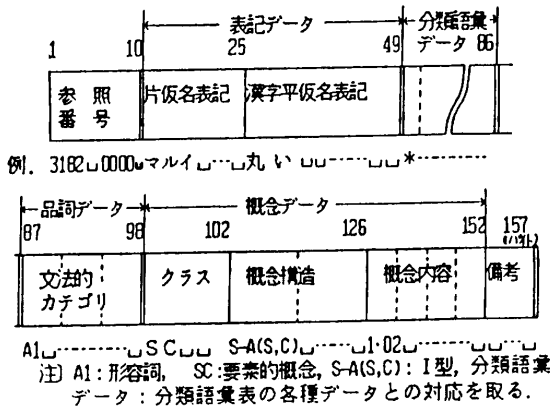 表記データ 分類語彙
1 10 25 49 データ 86
参照 片仮名表記 漢字平仮名表記
番号
例. 3182␣0000␣マルイ␣…␣丸い␣␣……␣␣*…………
品詞データ 概念データ
87 98 102 126 152 157
(バイト)
文法的 クラス 概念構造 概念内容 備考
カテゴリ
A1␣………␣SC␣␣ S-A(S,C)␣……␣1・02␣……␣␣…␣
注) A1:形容詞, SC:要素的概念, S-A(S,C):I型, 分類語彙
データ:分類語彙表の各種データとの対応を取る.